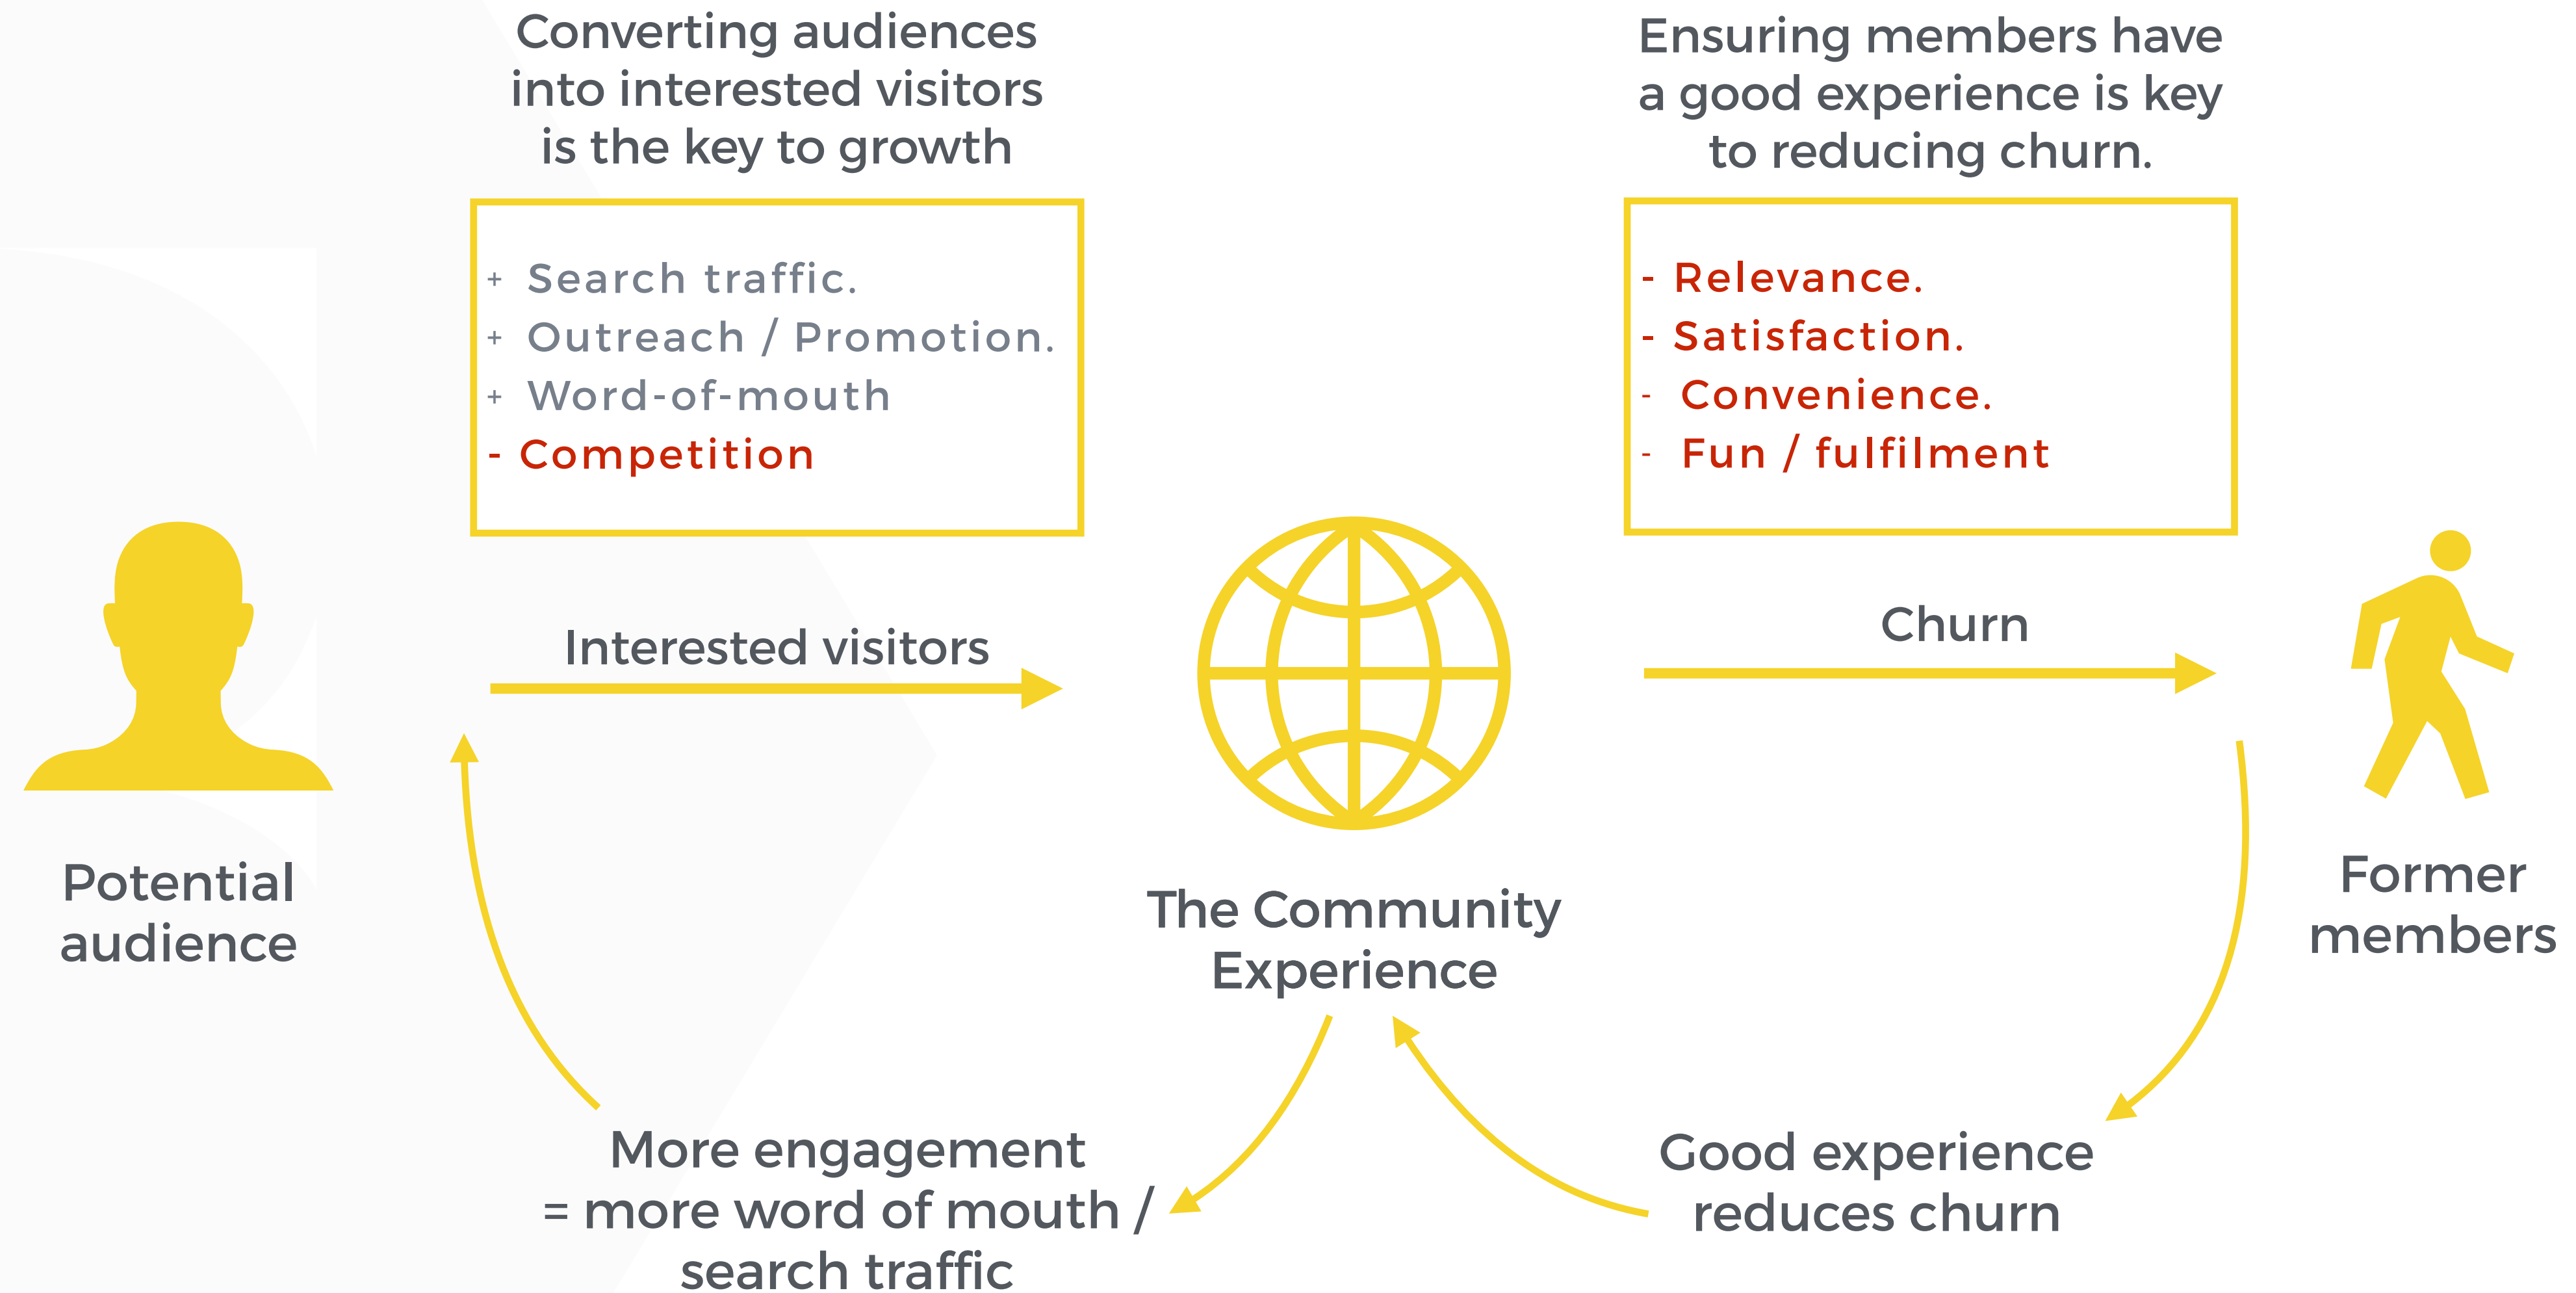 Converting audiences
into interested visitors
is the key to growth
+ Search traffic.
+ Outreach / Promotion.
+ Word-of-mouth
- Competition
Ensuring members have
a good experience is key
to reducing churn.
- Relevance.
- Satisfaction.
- Convenience.
- Fun / fulfilment
Interested visitors
Churn
Potential
audience
The Community
Experience
Former
members
More engagement
= more word of mouth /
search traffic
Good experience
reduces churn